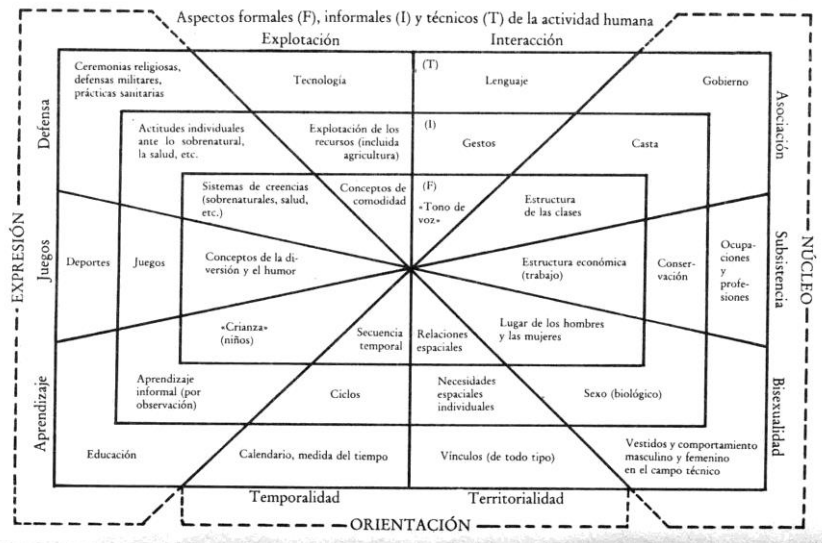 Aspectos formales (F), informales (I) y técnicos (T) de la actividad humana
Explotación
Interacción
Ceremonias religiosas,
defensas militares,
prácticas sanitarias
Tecnología
(T)
Lenguaje
Gobierno
Defensa
Asociación
Actitudes individuales
ante lo sobrenatural,
la salud, etc.
Explotación de los
recursos (incluida
agricultura)
(I)
Gestos
Casta
Sistemas de creencias
(sobrenaturales, salud,
etc.)
Conceptos de
comodidad
(F)
«Tono de
voz»
Estructura
de las clases
EXPRESIÓN
Juegos
Deportes
Juegos
Conceptos de la di-
versión y el humor
Estructura económica
(trabajo)
Conser-
vación
Ocupa-
ciones
y
profe-
siones
Subsistencia
NÚCLEO
«Crianza»
(niños)
Secuencia
temporal
Relaciones
espaciales
Lugar de los hombres
y las mujeres
Aprendizaje
Aprendizaje
informal (por
observación)
Ciclos
Necesidades
espaciales
individuales
Sexo (biológico)
Bisexualidad
Educación
Calendario, medida del tiempo
Vínculos (de todo tipo)
Vestidos y comportamiento
masculino y femenino
en el campo técnico
Temporalidad
Territorialidad
ORIENTACIÓN